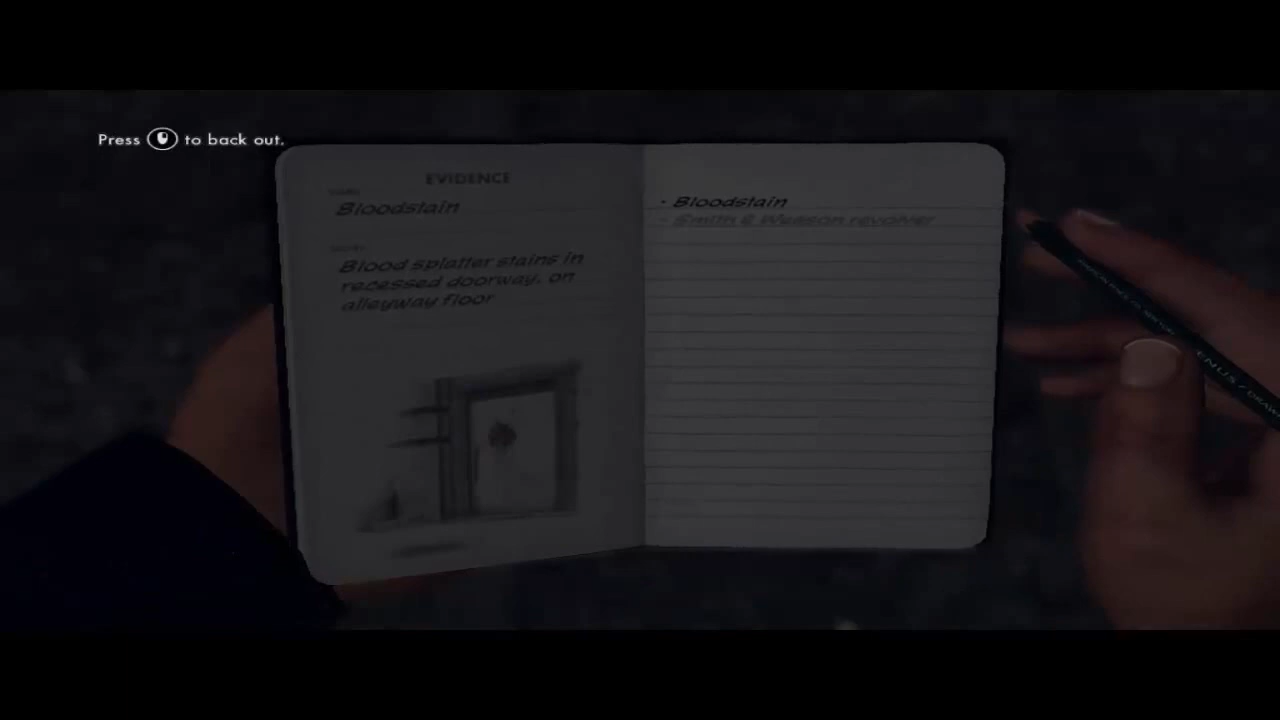 Press to back out.
EVIDENCE
Bloodstain
Blood splatter stains in
recessed doorway, on
alleyway floor
- Bloodstain
- Smith & Wesson revolver